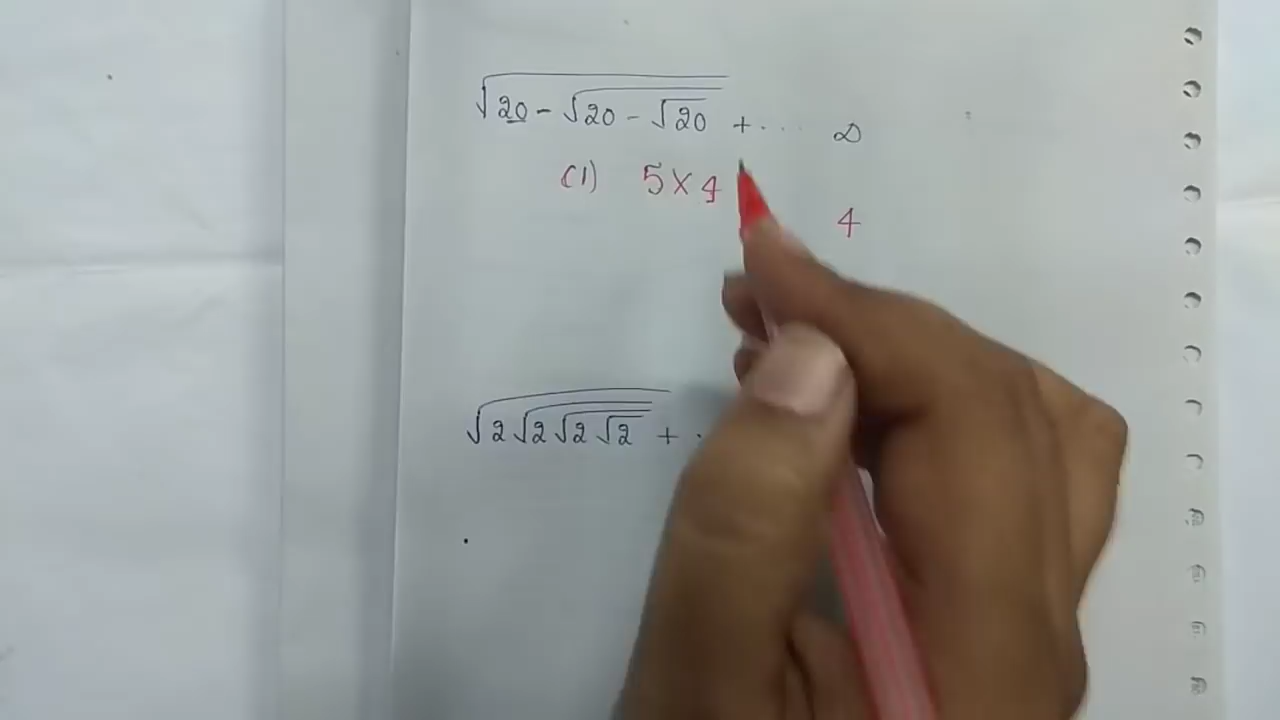 √20 - √20 - √20 + ... ∞
(1) 5 × 4
4
√2√2√2√2 + .